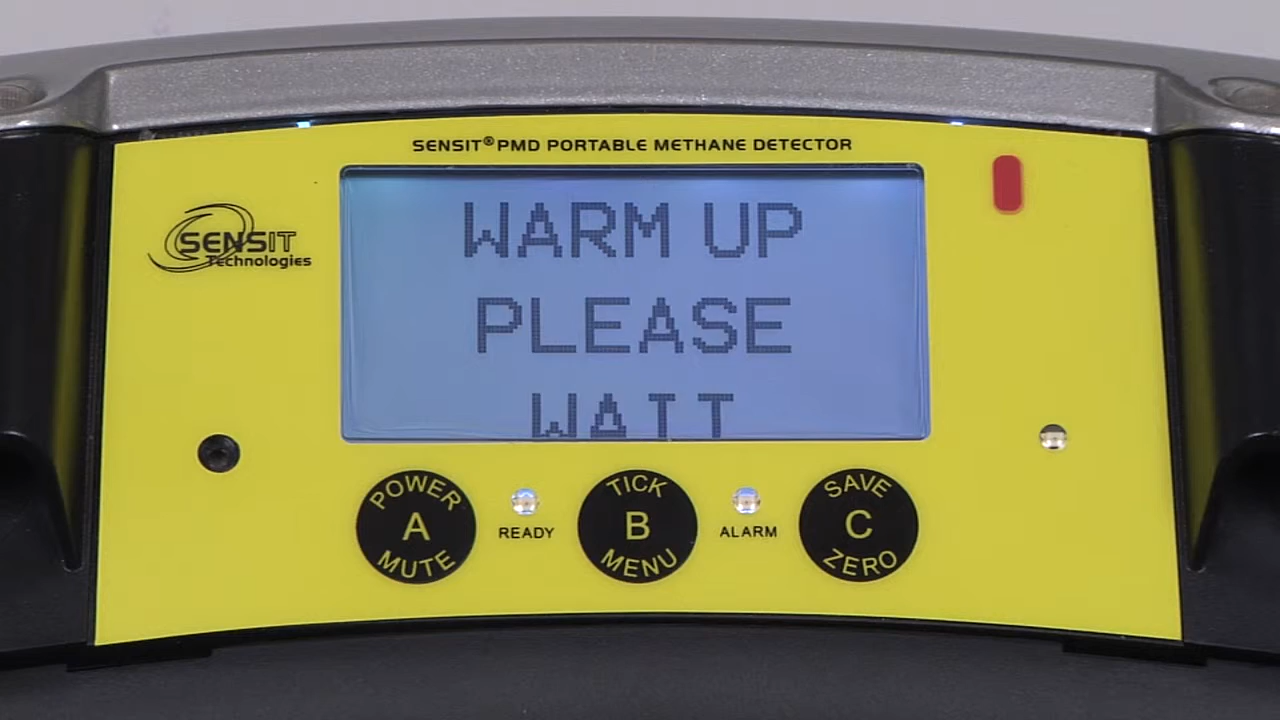 SENSIT®PMD PORTABLE METHANE DETECTOR
SENSIT
Technologies
WARM UP
PLEASE
WAIT
POWER
A
MUTE
READY
TICK
B
MENU
ALARM
SAVE
C
ZERO